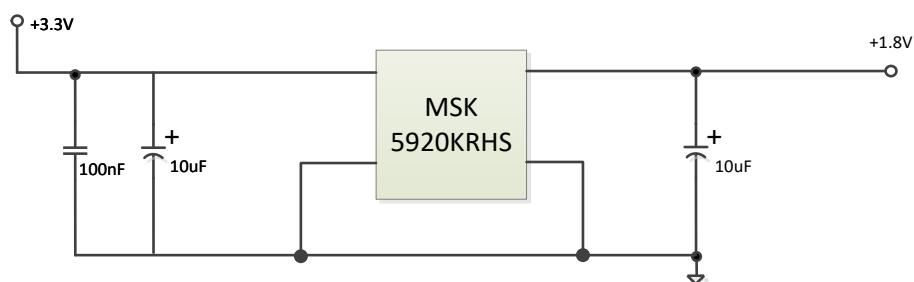 +3.3V
+1.8V
MSK
5920KRHS
+
+
100nF
10uF
10uF